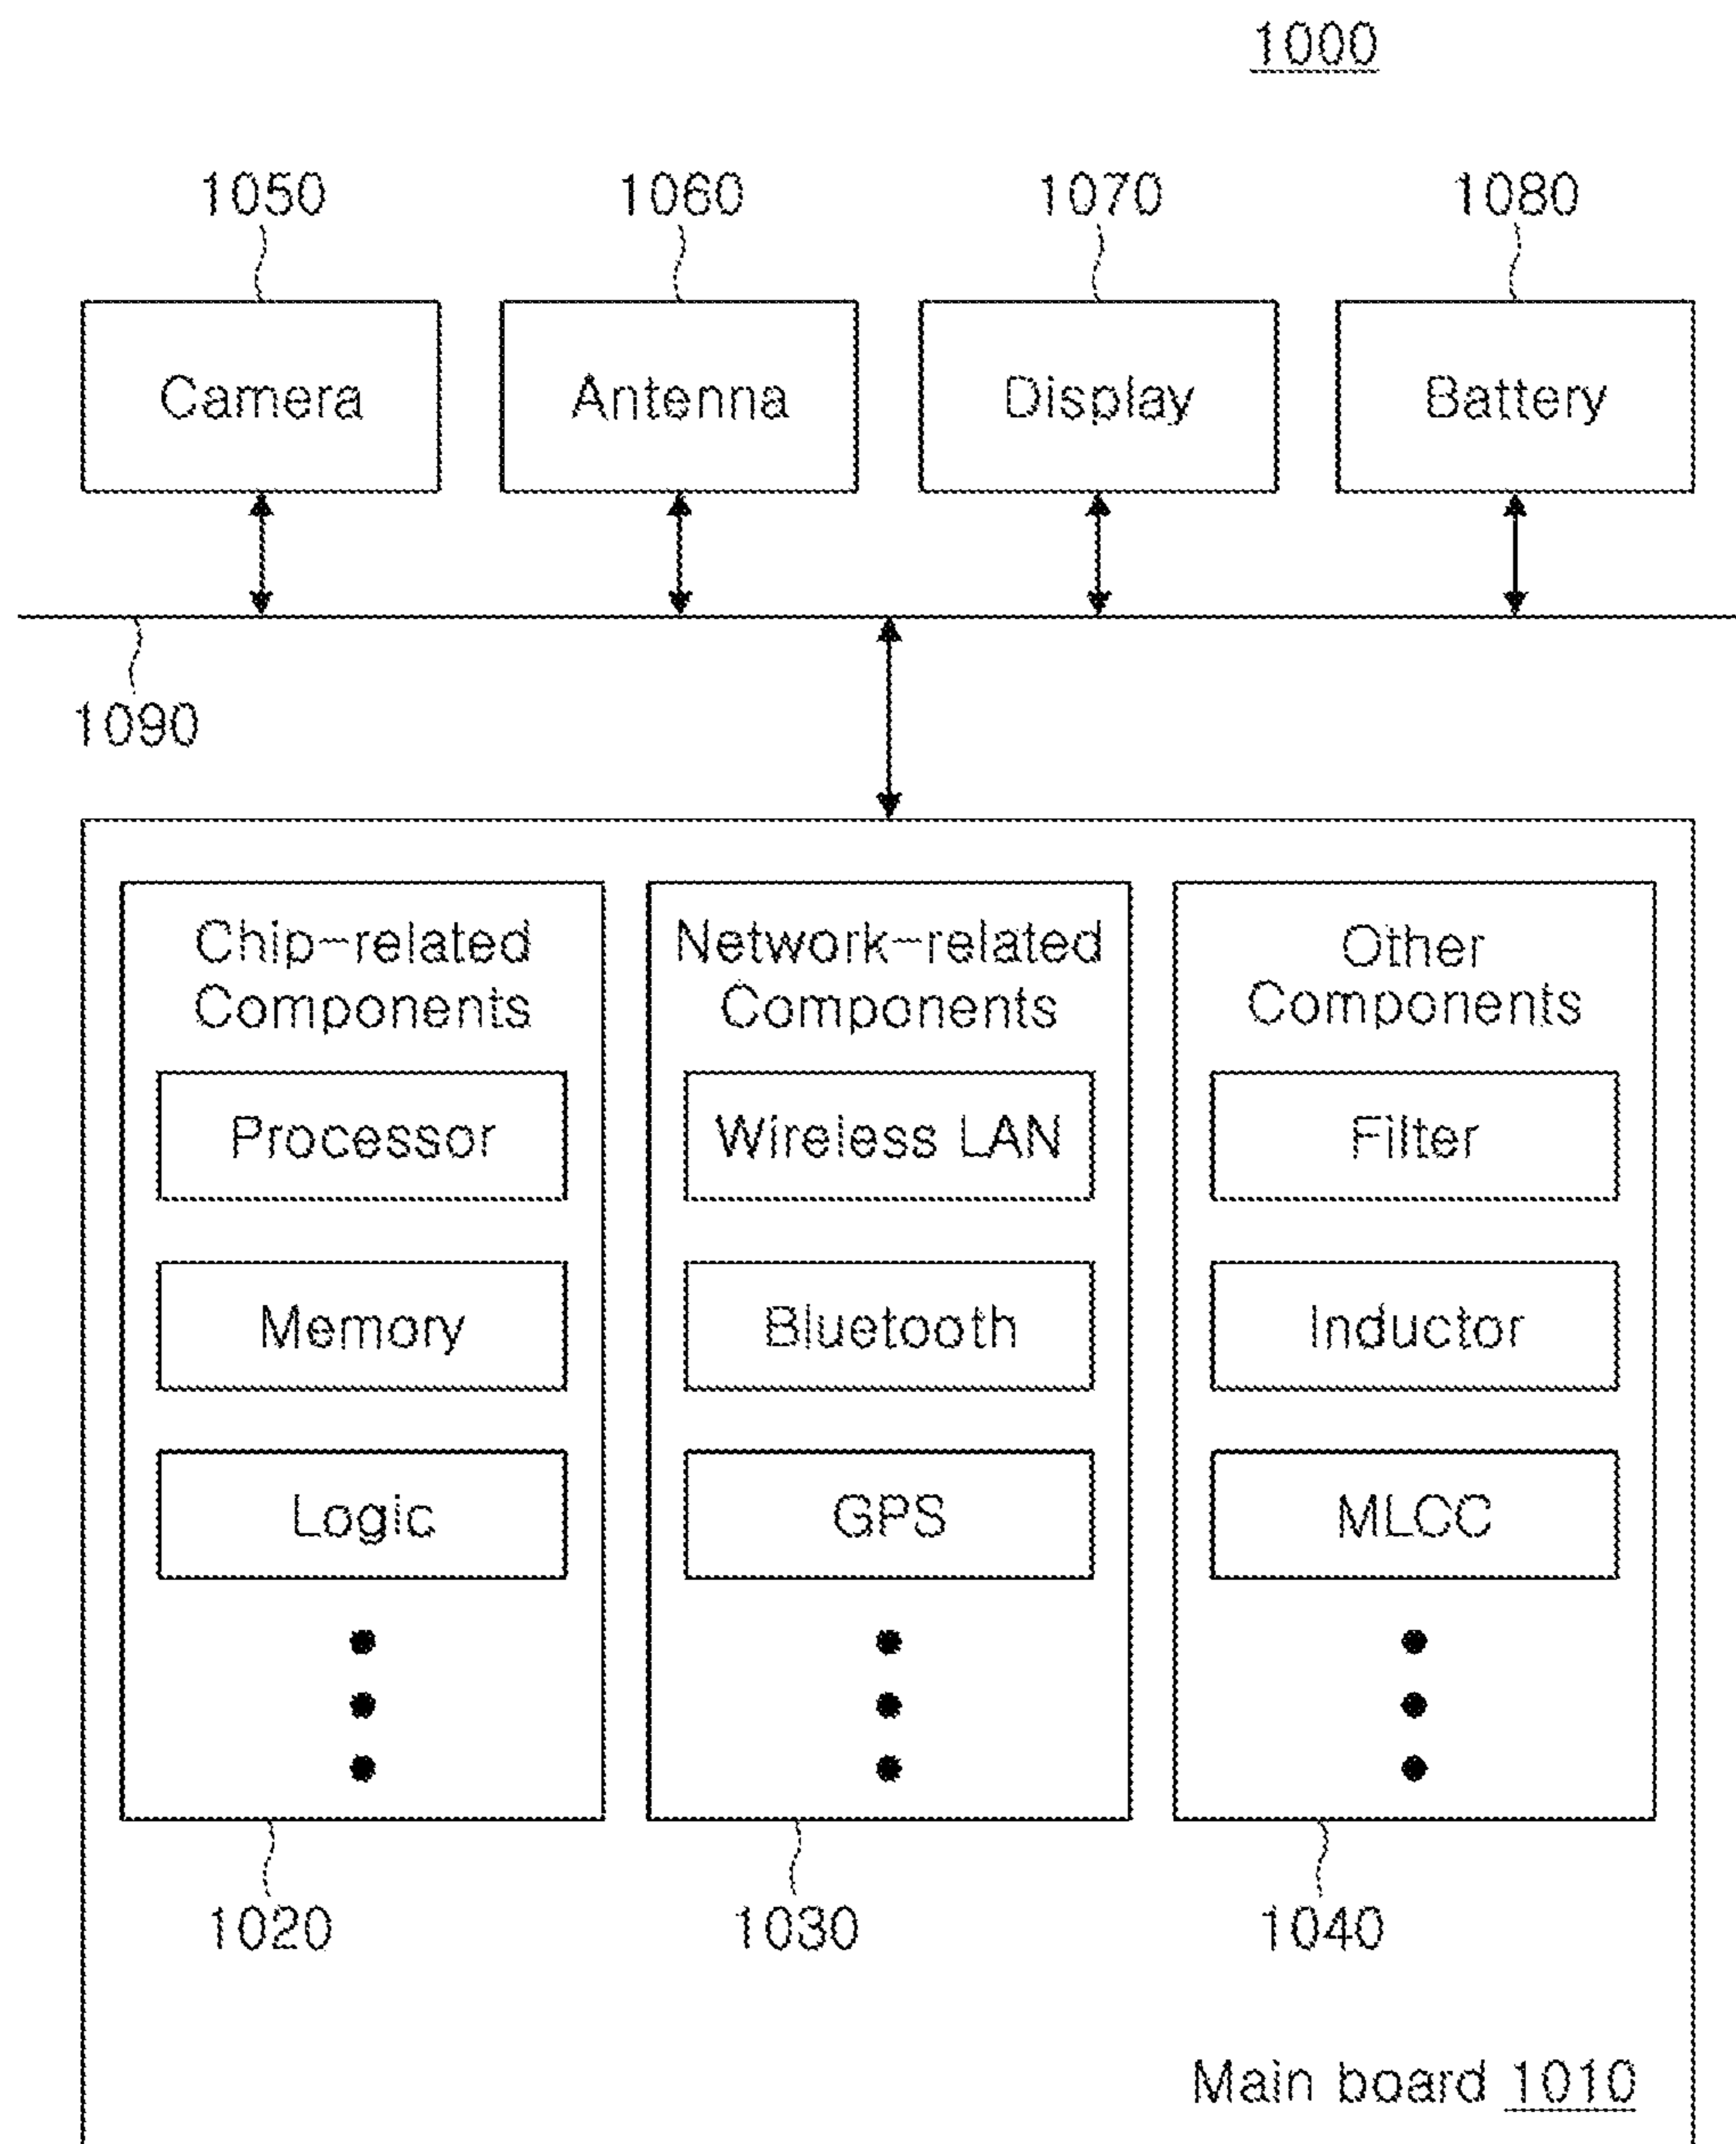 1000
1050 1060 1070 1080
Camera Antenna Display Battery
1090
Chip-related Components
Network-related Components
Other Components
Processor Wireless LAN Filter
Memory Bluetooth Inductor
Logic GPS MLCC
1020 1030 1040
Main board 1010